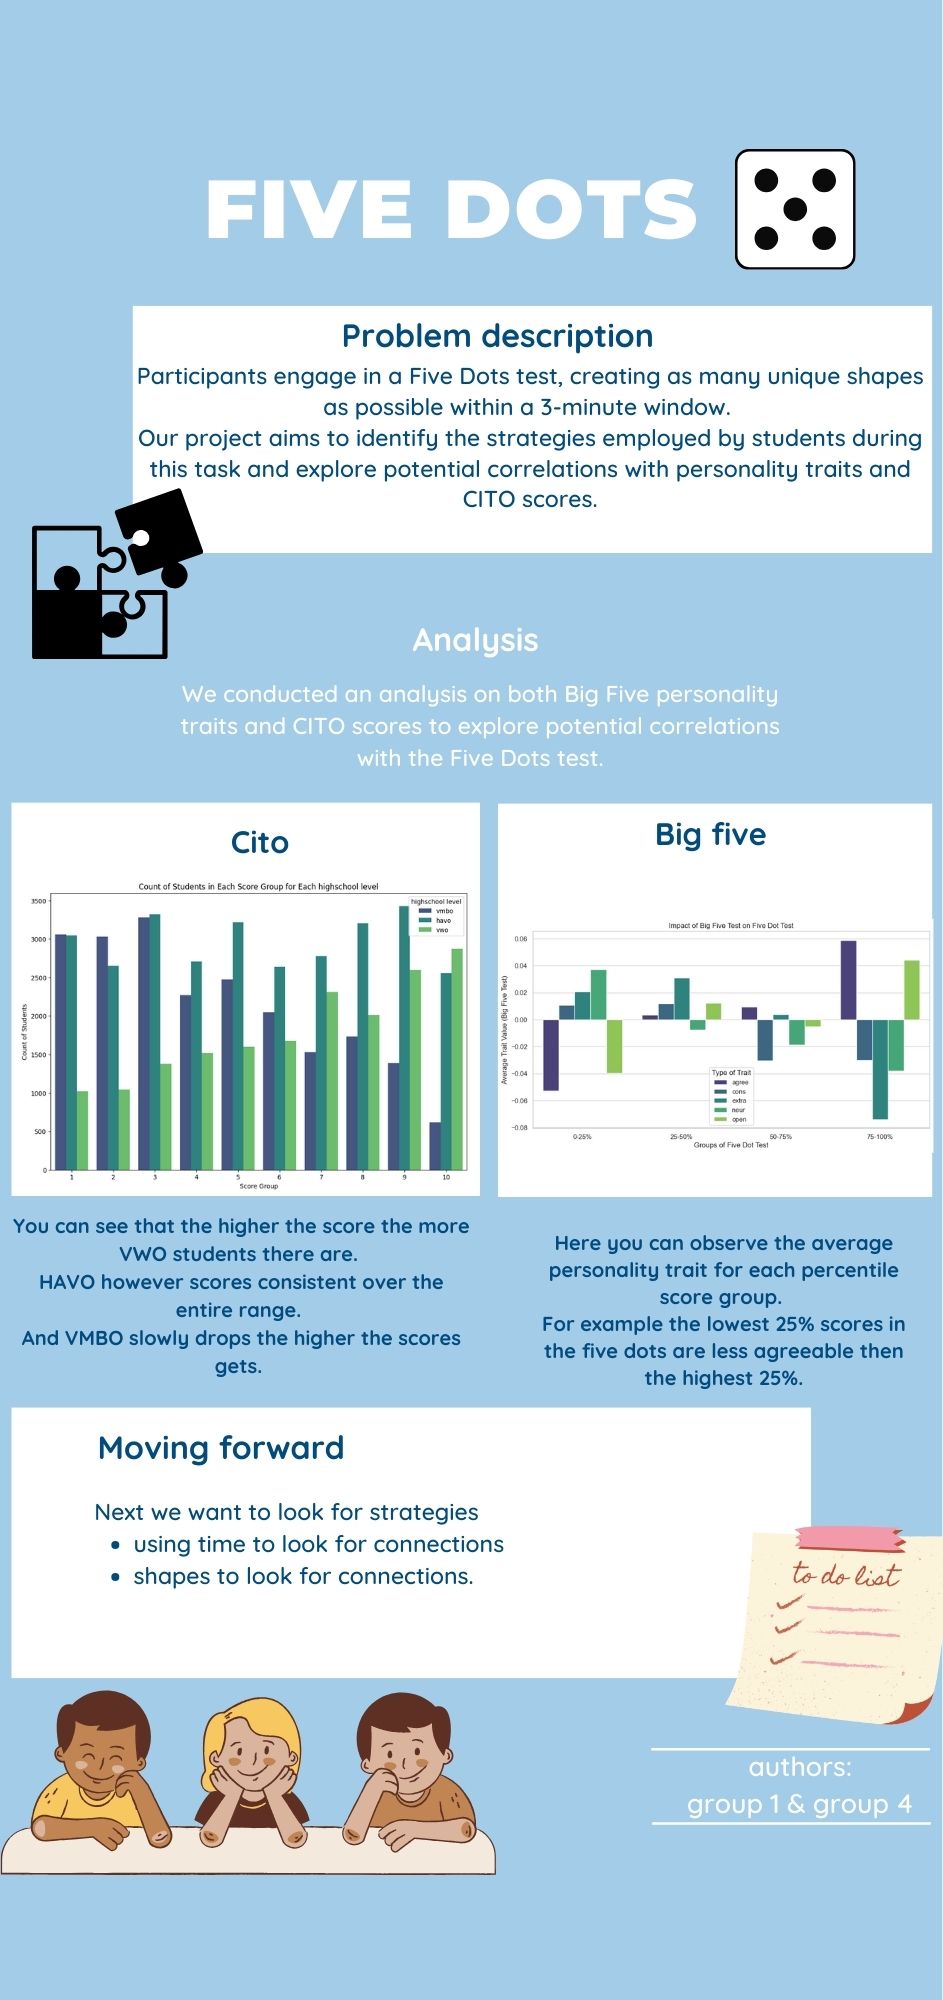 FIVE DOTS
Problem description
Participants engage in a Five Dots test, creating as many unique shapes
as possible within a 3-minute window.
Our project aims to identify the strategies employed by students during
this task and explore potential correlations with personality traits and
CITO scores.
Analysis
We conducted an analysis on both Big Five personality
traits and CITO scores to explore potential correlations
with the Five Dots test.
Cito
Count of Students in Each Score Group for Each highschool level
highschool level
vmbo
havo
vwo
Count of Students
3500
3000
2500
2000
1500
1000
500
0
1 2 3 4 5 6 7 8 9 10
Score Group
You can see that the higher the score the more
VWO students there are.
HAVO however scores consistent over the
entire range.
And VMBO slowly drops the higher the scores
gets.
Big five
Impact of Big Five Test on Five Dot Test
Average Trait Value (Big Five Test)
0.06
0.04
0.02
0.00
−0.02
−0.04
−0.06
−0.08
Type of Trait
agree
cons
extra
neur
open
0-25% 25-50% 50-75% 75-100%
Groups of Five Dot Test
Here you can observe the average
personality trait for each percentile
score group.
For example the lowest 25% scores in
the five dots are less agreeable then
the highest 25%.
Moving forward
Next we want to look for strategies
• using time to look for connections
• shapes to look for connections.
to do list
authors:
group 1 & group 4